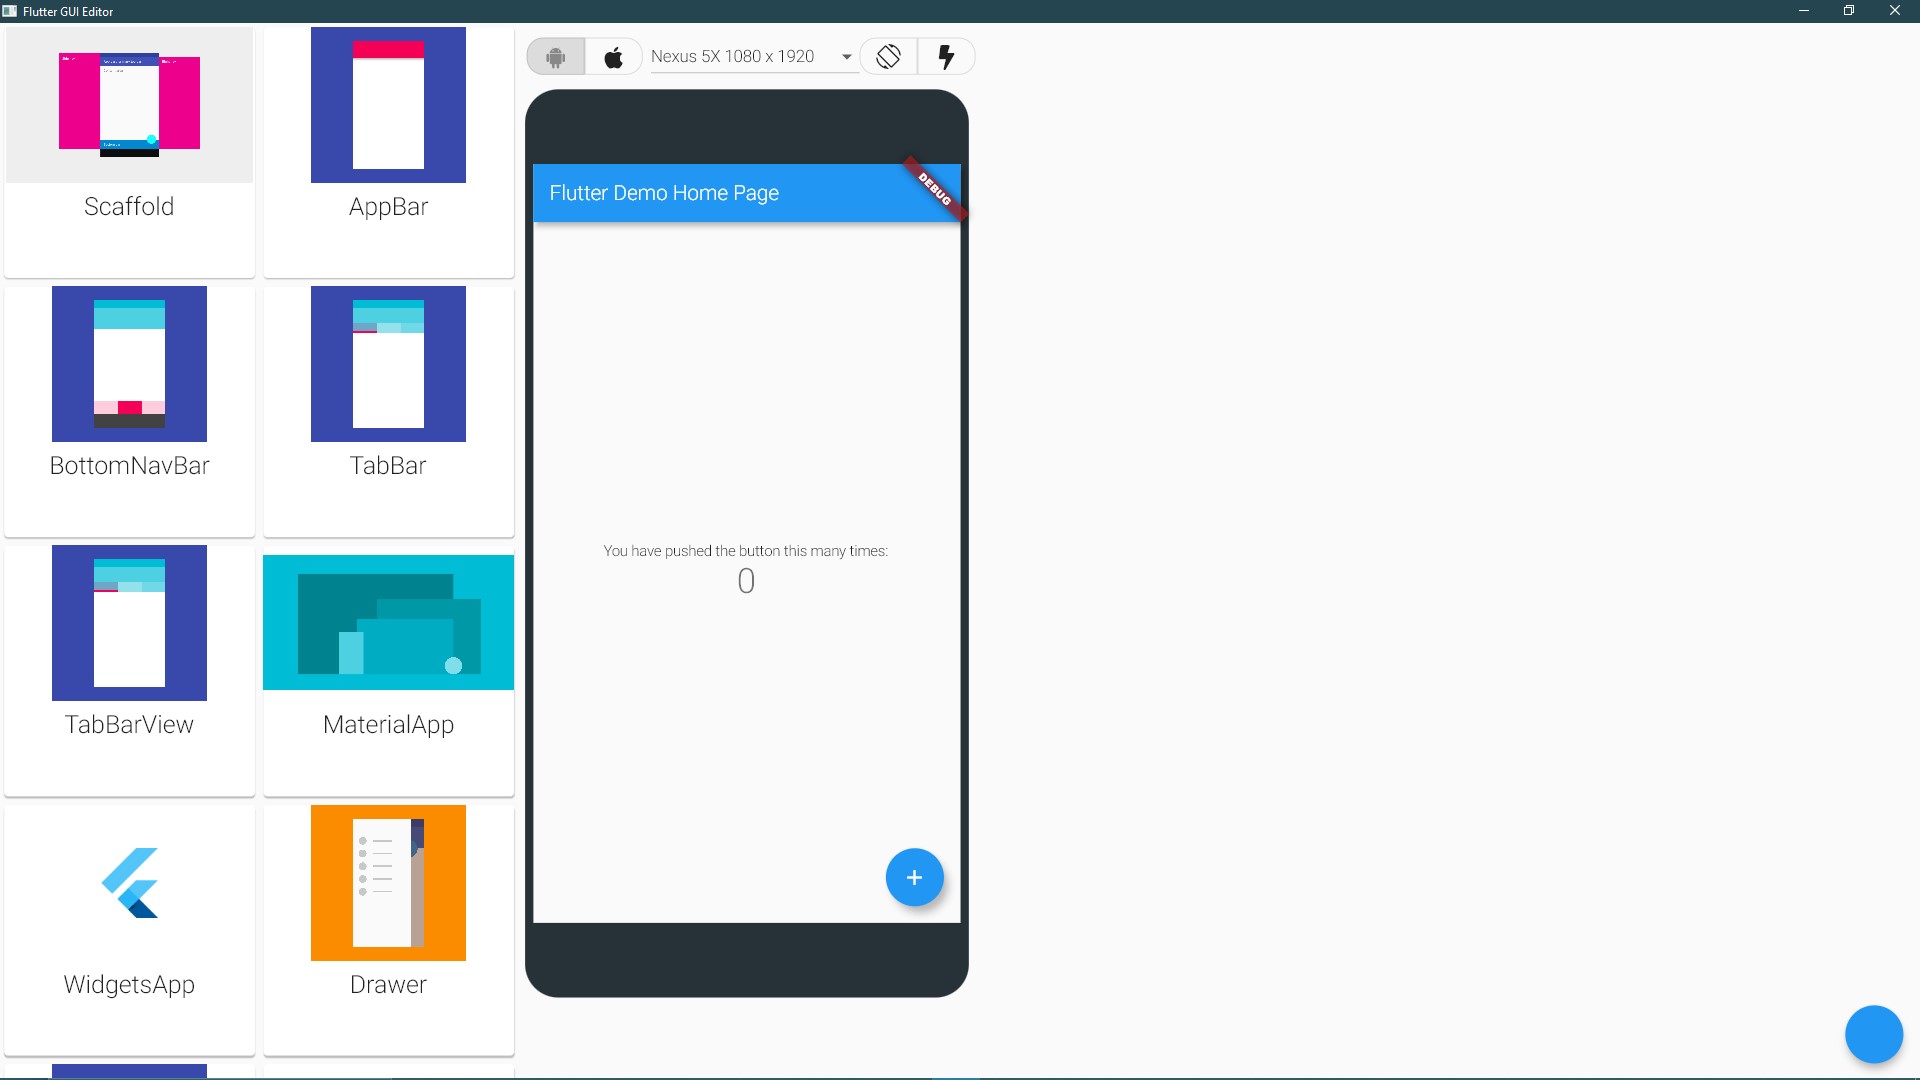 Flutter GUI Editor
Nexus 5X 1080 x 1920
Scaffold
AppBar
BottomNavBar
TabBar
TabBarView
MaterialApp
WidgetsApp
Drawer
Flutter Demo Home Page
DEBUG
You have pushed the button this many times:
0